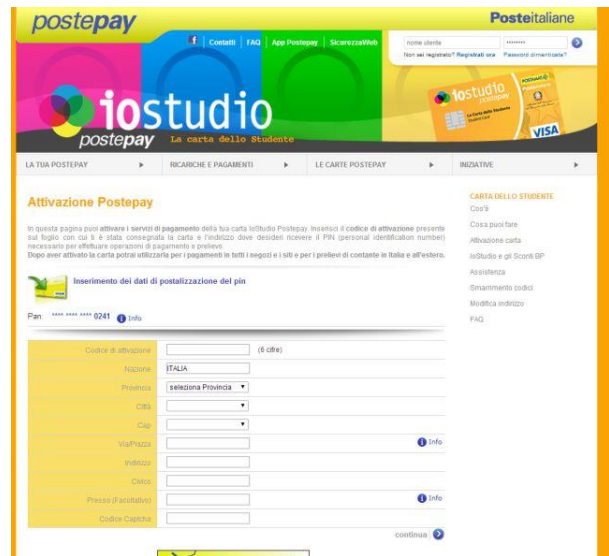 postepay
Posteitaliane
Contatti FAQ App Postepay SicurezzaWeb
nome utente
Non sei registrato? Registrati ora Password dimenticata?
iostudio
postepay
La carta dello Studente
iostudio
postepay
VISA
LA TUA POSTEPAY
RICARICHE E PAGAMENTI
LE CARTE POSTEPAY
INIZIATIVE
Attivazione Postepay
In questa pagina puoi attivare i servizi di pagamento della tua carta IoStudio Postepay. Inserisci il codice di attivazione presente
sul foglio con cui ti è stata consegnata la carta e l'indirizzo dove desideri ricevere il PIN (personal identification number)
necessario per effettuare operazioni di pagamento e prelievo.
Dopo aver attivato la carta potrai utilizzarla per i pagamenti in tutti i negozi e i siti e per i prelievi di contante in Italia e all'estero.
Inserimento dei dati di postalizzazione del pin
Pan **** **** **** 0241 Info
Codice di attivazione (6 cifre)
Nazione ITALIA
Provincia seleziona Provincia
Città
Cap
Via/Piazza Info
Indirizzo
Civico
Presso (Facoltativo) Info
Codice Captcha
continua
CARTA DELLO STUDENTE
Cos'è
Cosa puoi fare
Attivazione carta
IoStudio e gli Sconti BP
Assistenza
Smarrimento codici
Modifica indirizzo
FAQ